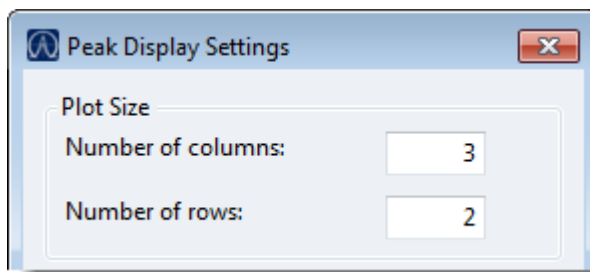 Peak Display Settings
Plot Size
Number of columns: 3
Number of rows: 2